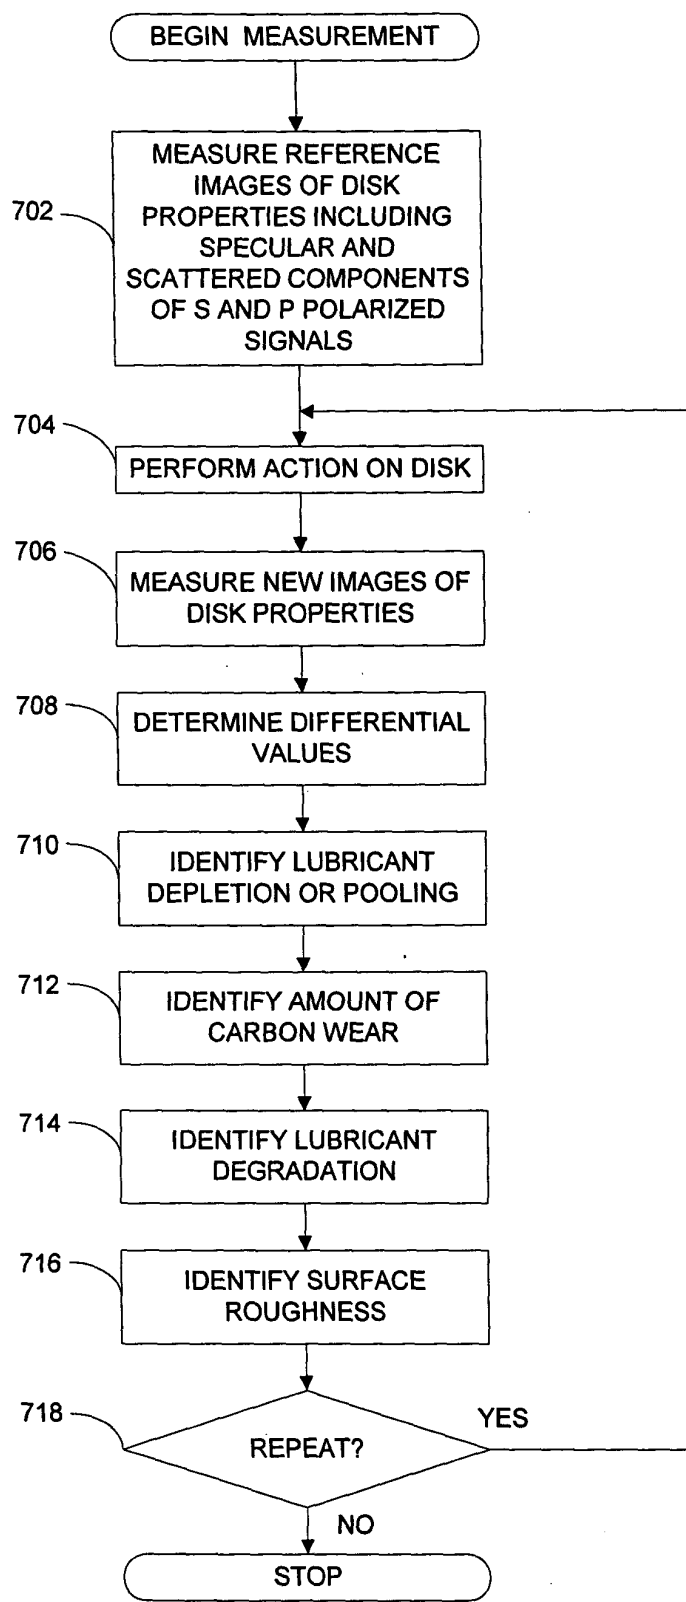 BEGIN MEASUREMENT
702
MEASURE REFERENCE
IMAGES OF DISK
PROPERTIES INCLUDING
SPECULAR AND
SCATTERED COMPONENTS
OF S AND P POLARIZED
SIGNALS
704
PERFORM ACTION ON DISK
706
MEASURE NEW IMAGES OF
DISK PROPERTIES
708
DETERMINE DIFFERENTIAL
VALUES
710
IDENTIFY LUBRICANT
DEPLETION OR POOLING
712
IDENTIFY AMOUNT OF
CARBON WEAR
714
IDENTIFY LUBRICANT
DEGRADATION
716
IDENTIFY SURFACE
ROUGHNESS
718
REPEAT?
YES
NO
STOP